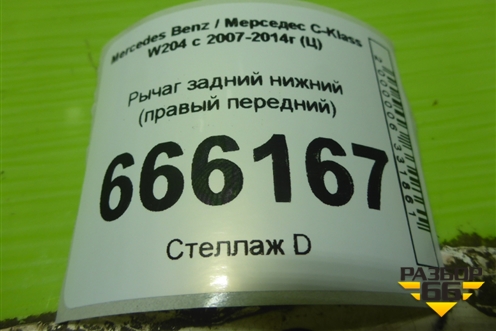 Mercedes Benz / Мерседес C-Klass
W204 с 2007-2014г (Ц)
Рычаг задний нижний
(правый передний)
666167
Стеллаж D
РАЗБОР
66